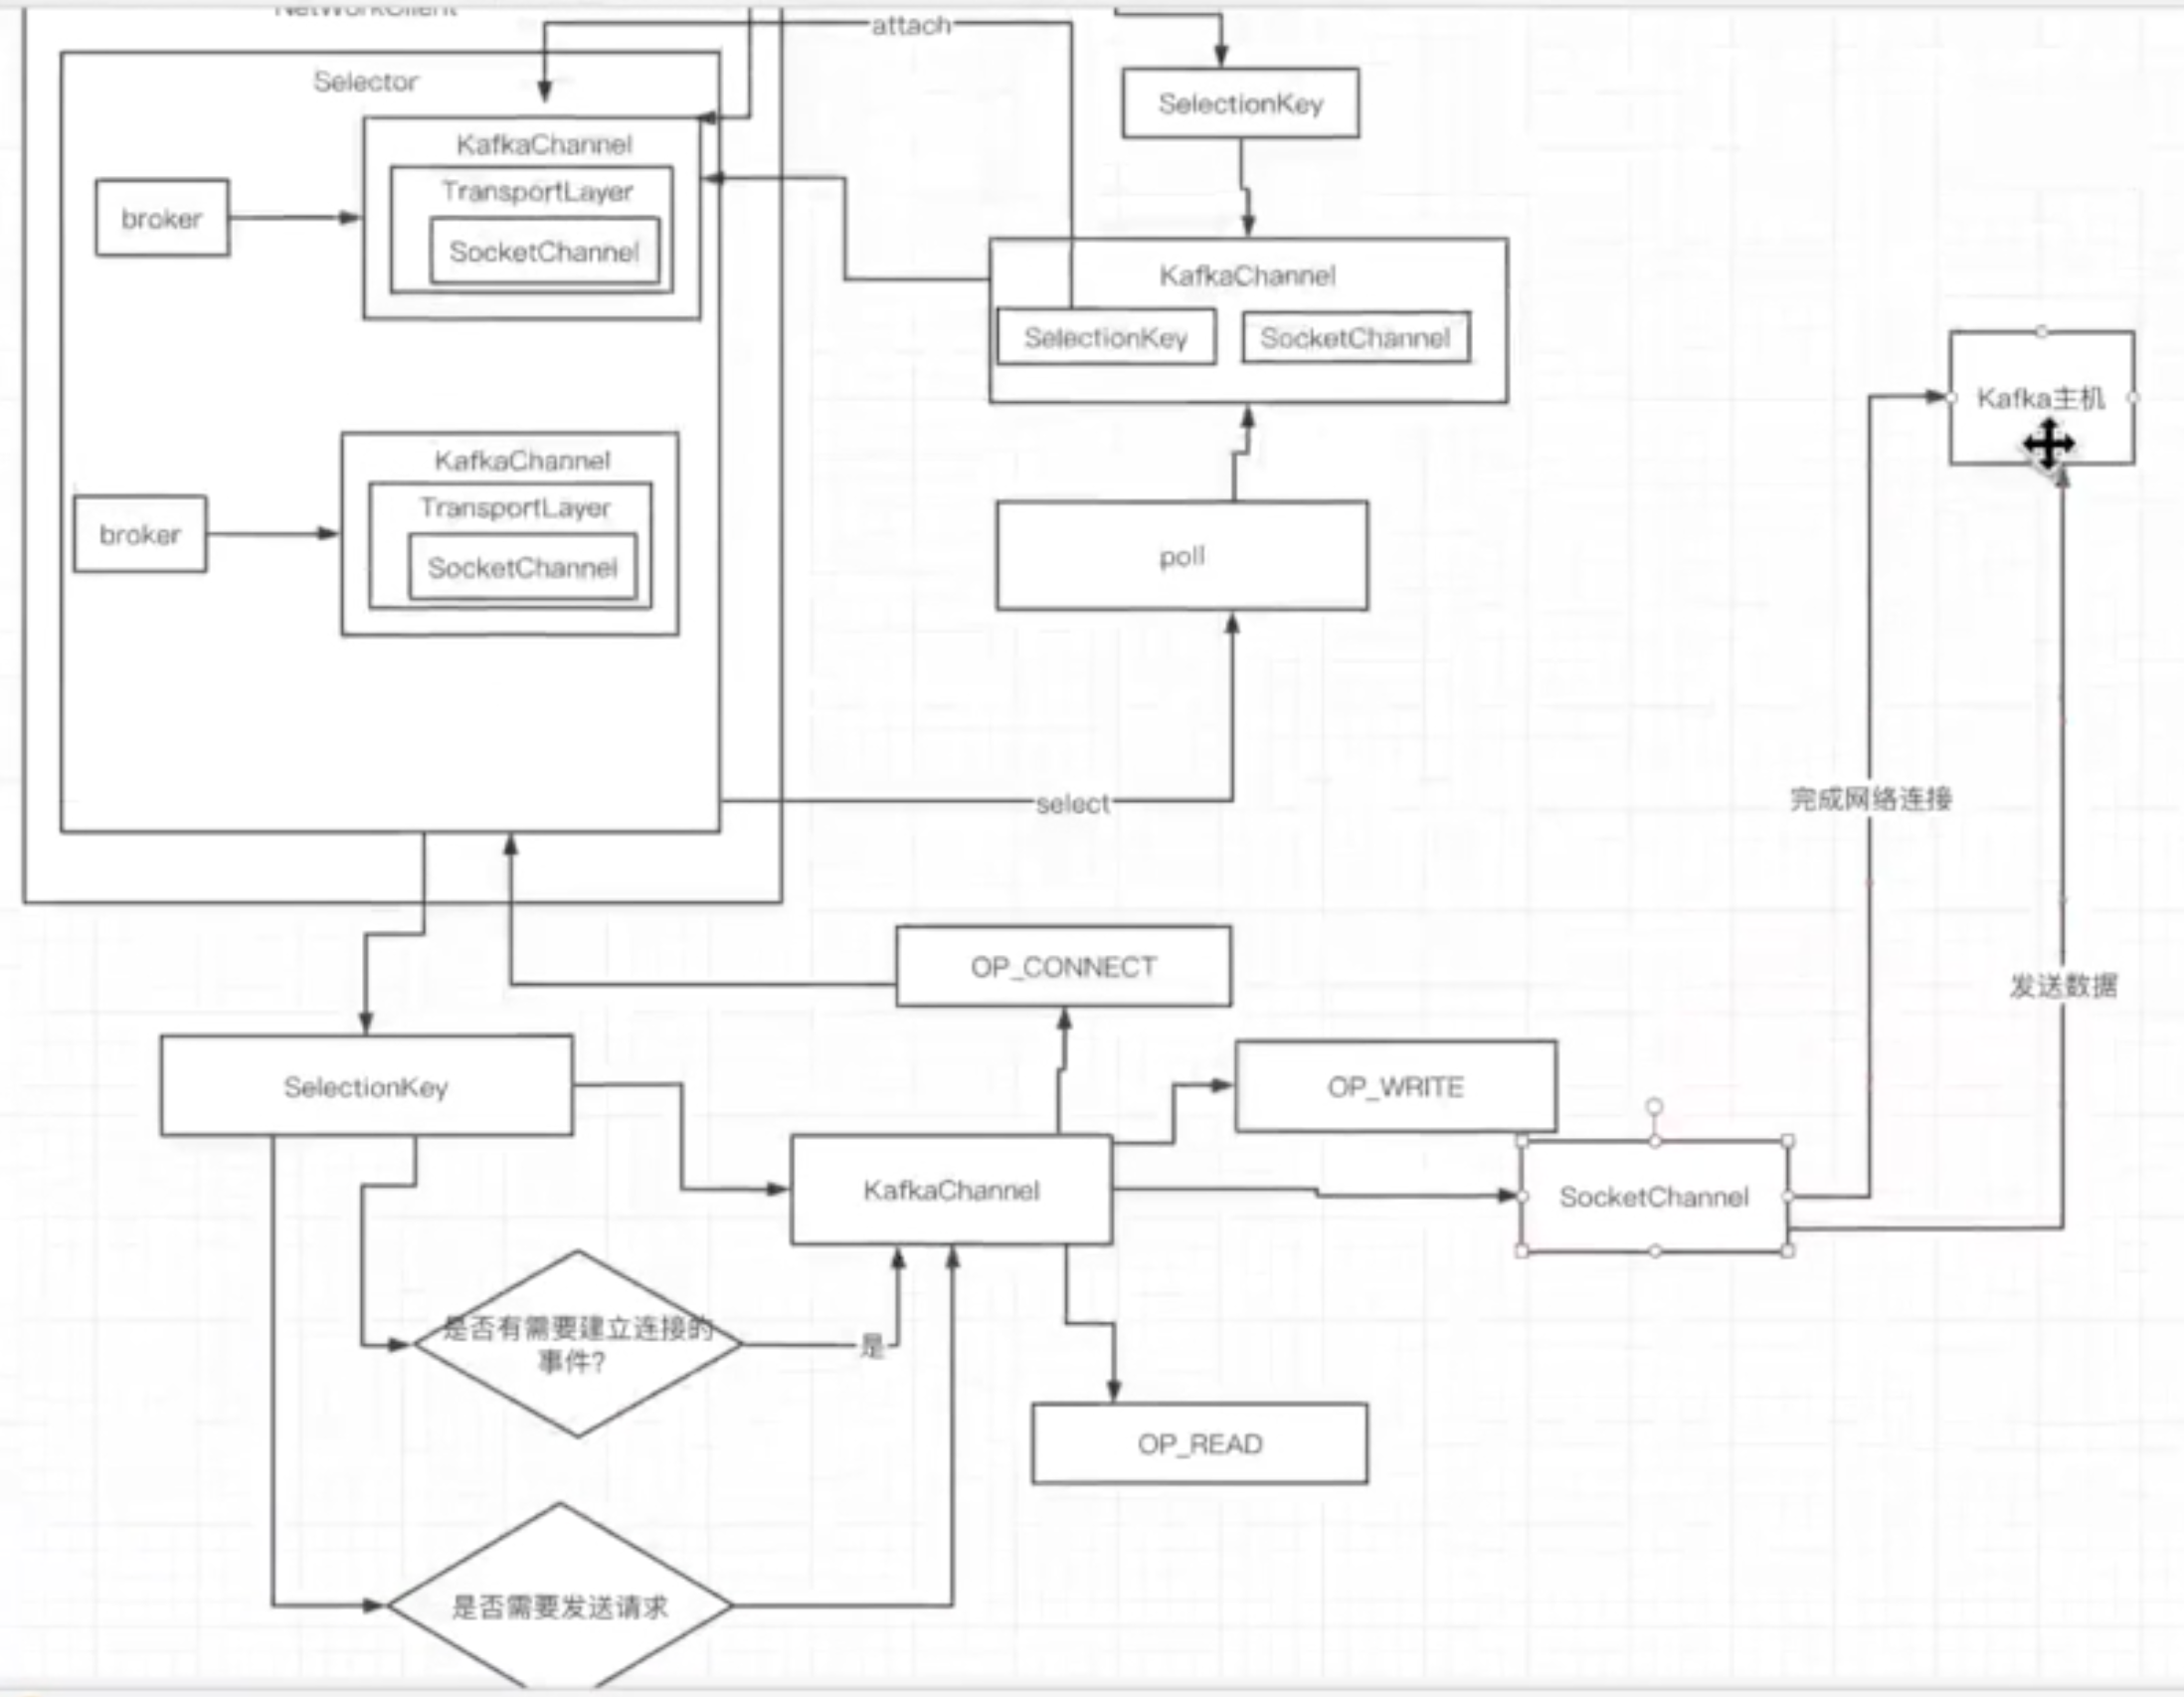 NetWorkClient
attach
Selector
SelectionKey
KafkaChannel
TransportLayer
SocketChannel
broker
KafkaChannel
SelectionKey
SocketChannel
Kafka主机
KafkaChannel
TransportLayer
SocketChannel
broker
poll
select
完成网络连接
OP_CONNECT
发送数据
SelectionKey
OP_WRITE
KafkaChannel
SocketChannel
是否有需要建立连接的
事件?
是
OP_READ
是否需要发送请求